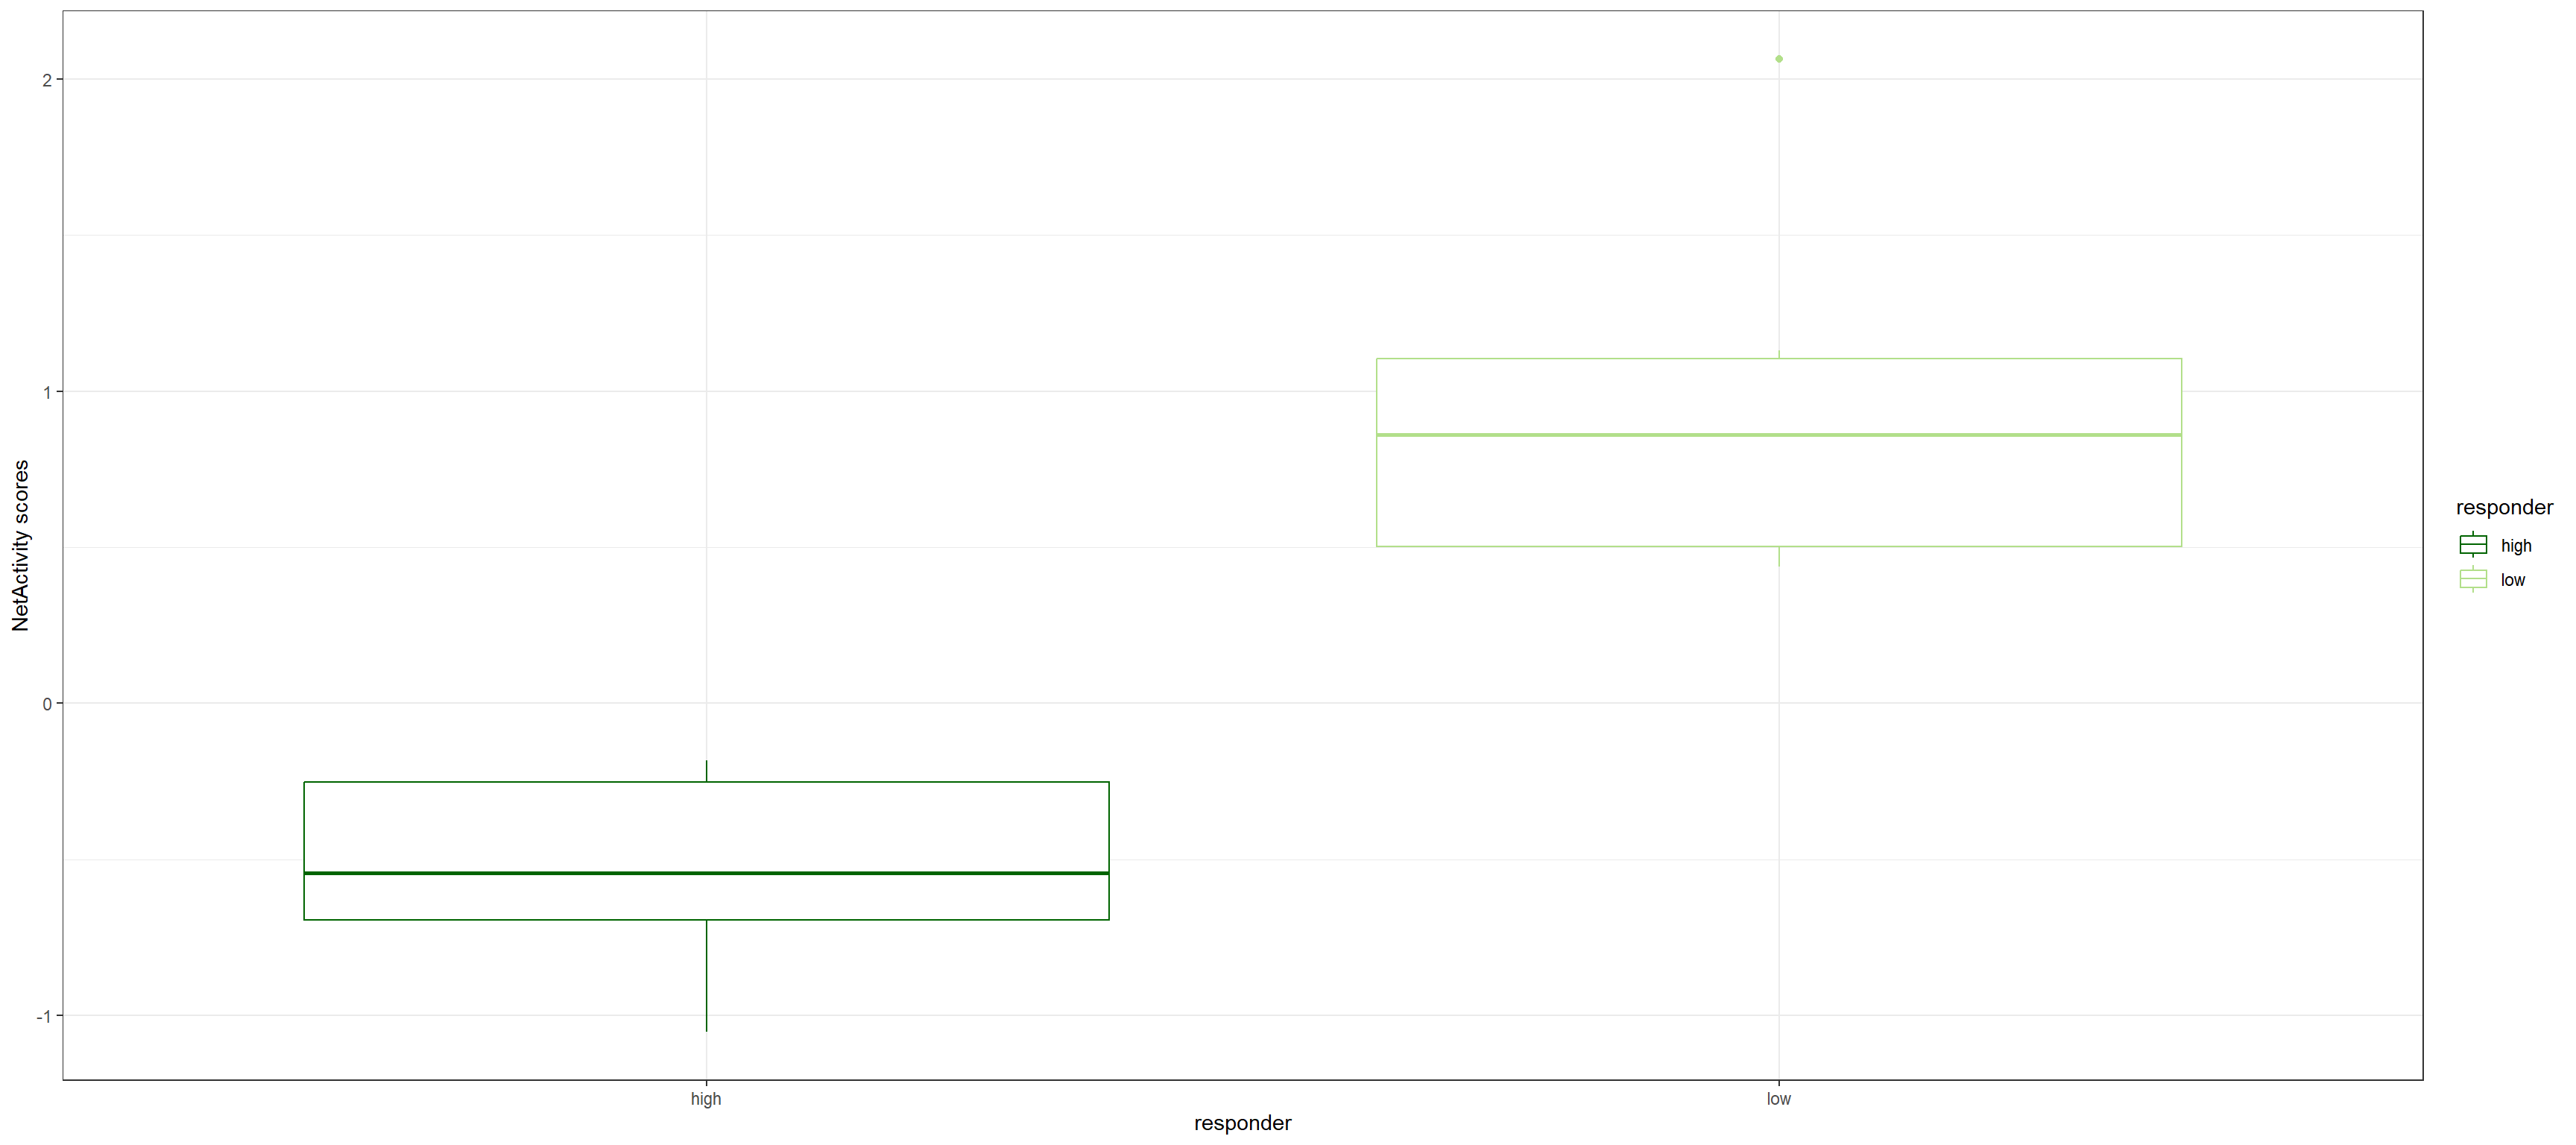 2
1
0
-1
NetActivity scores
high
low
responder
responder
high
low